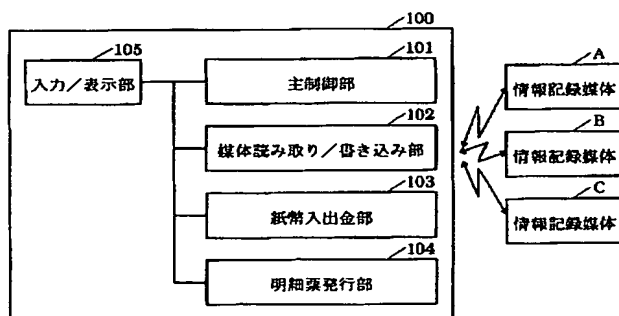 100
105
入力/表示部
101
主制御部
102
媒体読み取り/書き込み部
103
紙幣入出金部
104
明細票発行部
A
情報記録媒体
B
情報記録媒体
C
情報記録媒体